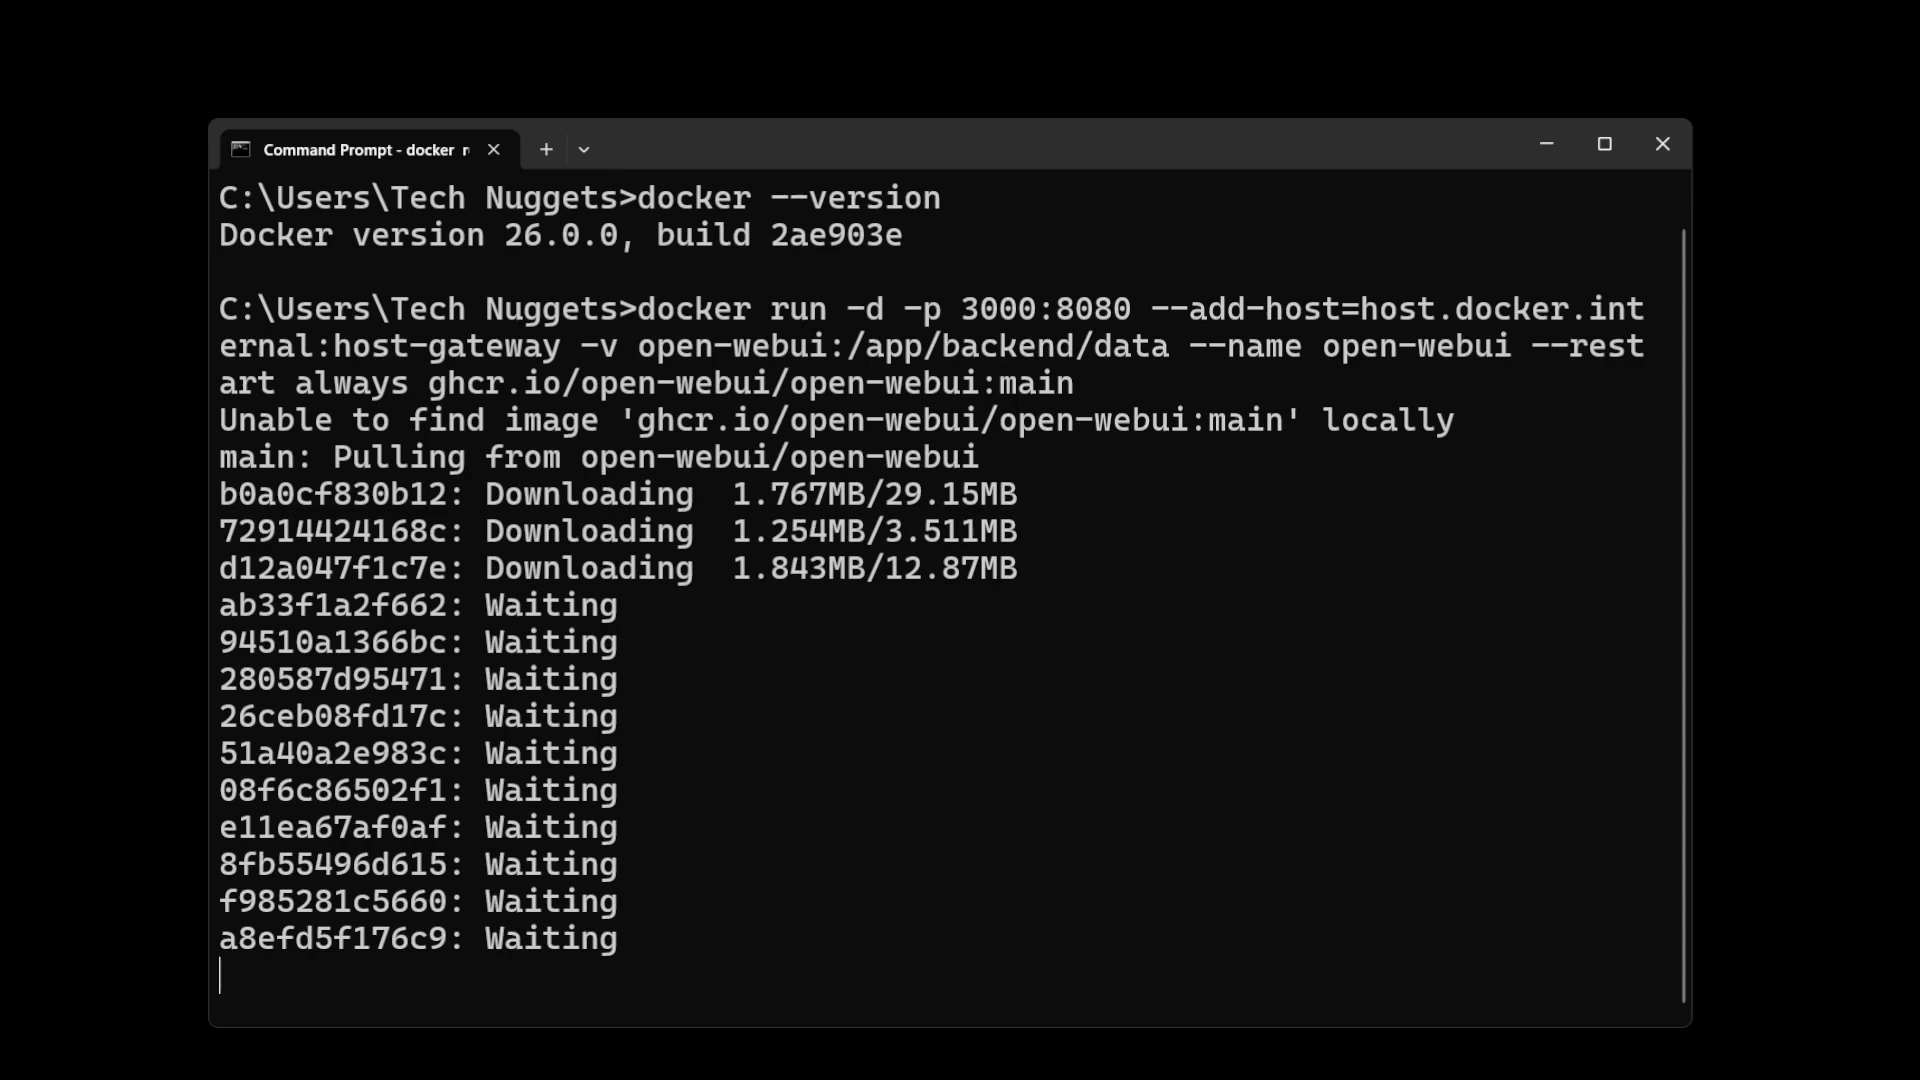 Command Prompt - docker r
C:\Users\Tech Nuggets>docker --version
Docker version 26.0.0, build 2ae903e
C:\Users\Tech Nuggets>docker run -d -p 3000:8080 --add-host=host.docker.int
ernal:host-gateway -v open-webui:/app/backend/data --name open-webui --rest
art always ghcr.io/open-webui/open-webui:main
Unable to find image 'ghcr.io/open-webui/open-webui:main' locally
main: Pulling from open-webui/open-webui
b0a0cf830b12: Downloading  1.767MB/29.15MB
72914424168c: Downloading  1.254MB/3.511MB
d12a047f1c7e: Downloading  1.843MB/12.87MB
ab33f1a2f662: Waiting
94510a1366bc: Waiting
280587d95471: Waiting
26ceb08fd17c: Waiting
51a40a2e983c: Waiting
08f6c86502f1: Waiting
e11ea67af0af: Waiting
8fb55496d615: Waiting
f985281c5660: Waiting
a8efd5f176c9: Waiting